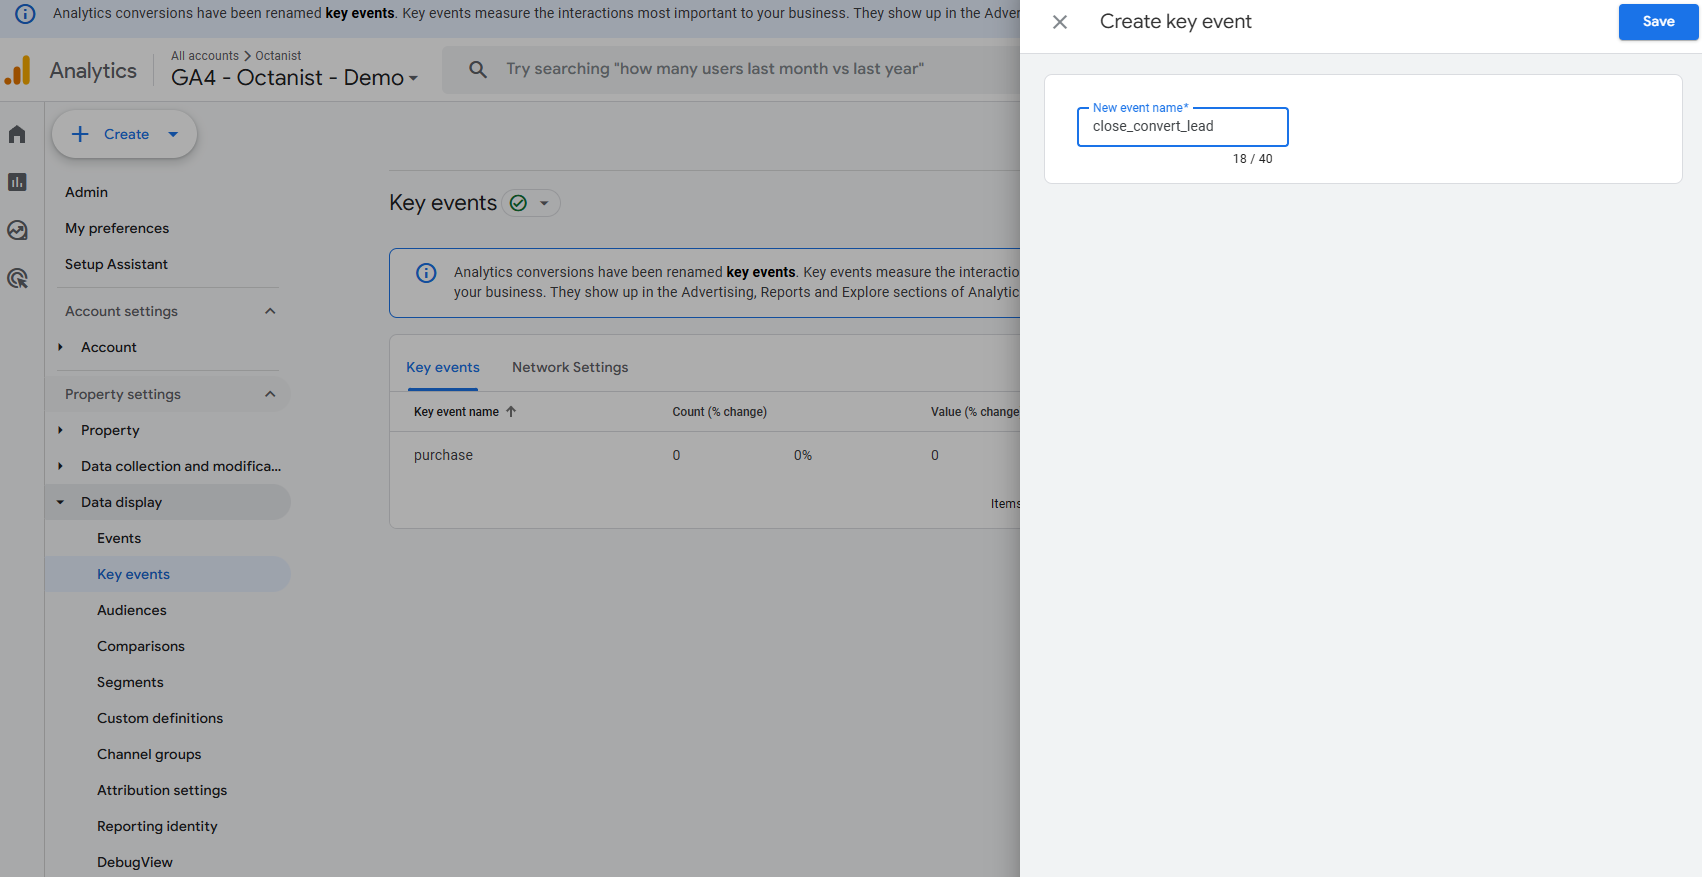 Analytics conversions have been renamed key events. Key events measure the interactions most important to your business. They show up in the Adver
Analytics
All accounts > Octanist
GA4 - Octanist - Demo
Try searching "how many users last month vs last year"
Create
Admin
My preferences
Setup Assistant
Account settings
Account
Property settings
Property
Data collection and modifica...
Data display
Events
Key events
Audiences
Comparisons
Segments
Custom definitions
Channel groups
Attribution settings
Reporting identity
DebugView
Key events
Analytics conversions have been renamed key events. Key events measure the interactio
your business. They show up in the Advertising, Reports and Explore sections of Analytic
Key events Network Settings
Key event name Count (% change) Value (% change
purchase 0 0% 0
Items
Create key event
Save
New event name*
close_convert_lead
18 / 40